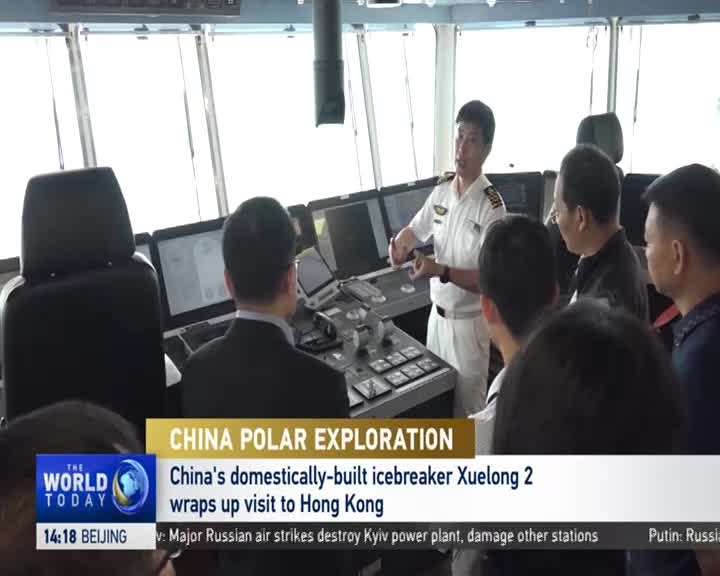 CHINA POLAR EXPLORATION
THE
WORLD
TODAY
China's domestically-built icebreaker Xuelong 2
wraps up visit to Hong Kong
14:18 BEIJING
v: Major Russian air strikes destroy Kyiv power plant, damage other stations
Putin: Russia